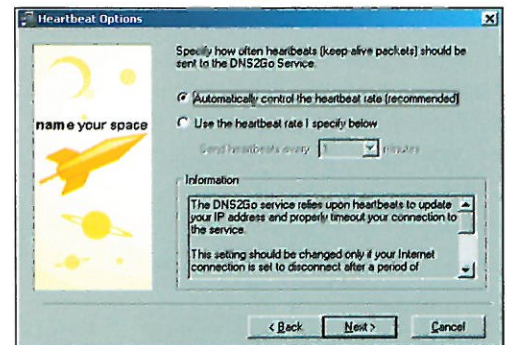 Heartbeat Options
Specify how often heartbeats (keep-alive packets) should be
sent to the DNS2Go Service.
Automatically control the heartbeat rate (recommended)
Use the heartbeat rate I specify below
Send heartbeats every 1 minutes
name your space
Information
The DNS2Go service relies upon heartbeats to update
your IP address and properly timeout your connection to
the service.
This setting should be changed only if your Internet
connection is set to disconnect after a period of
< Back
Next >
Cancel